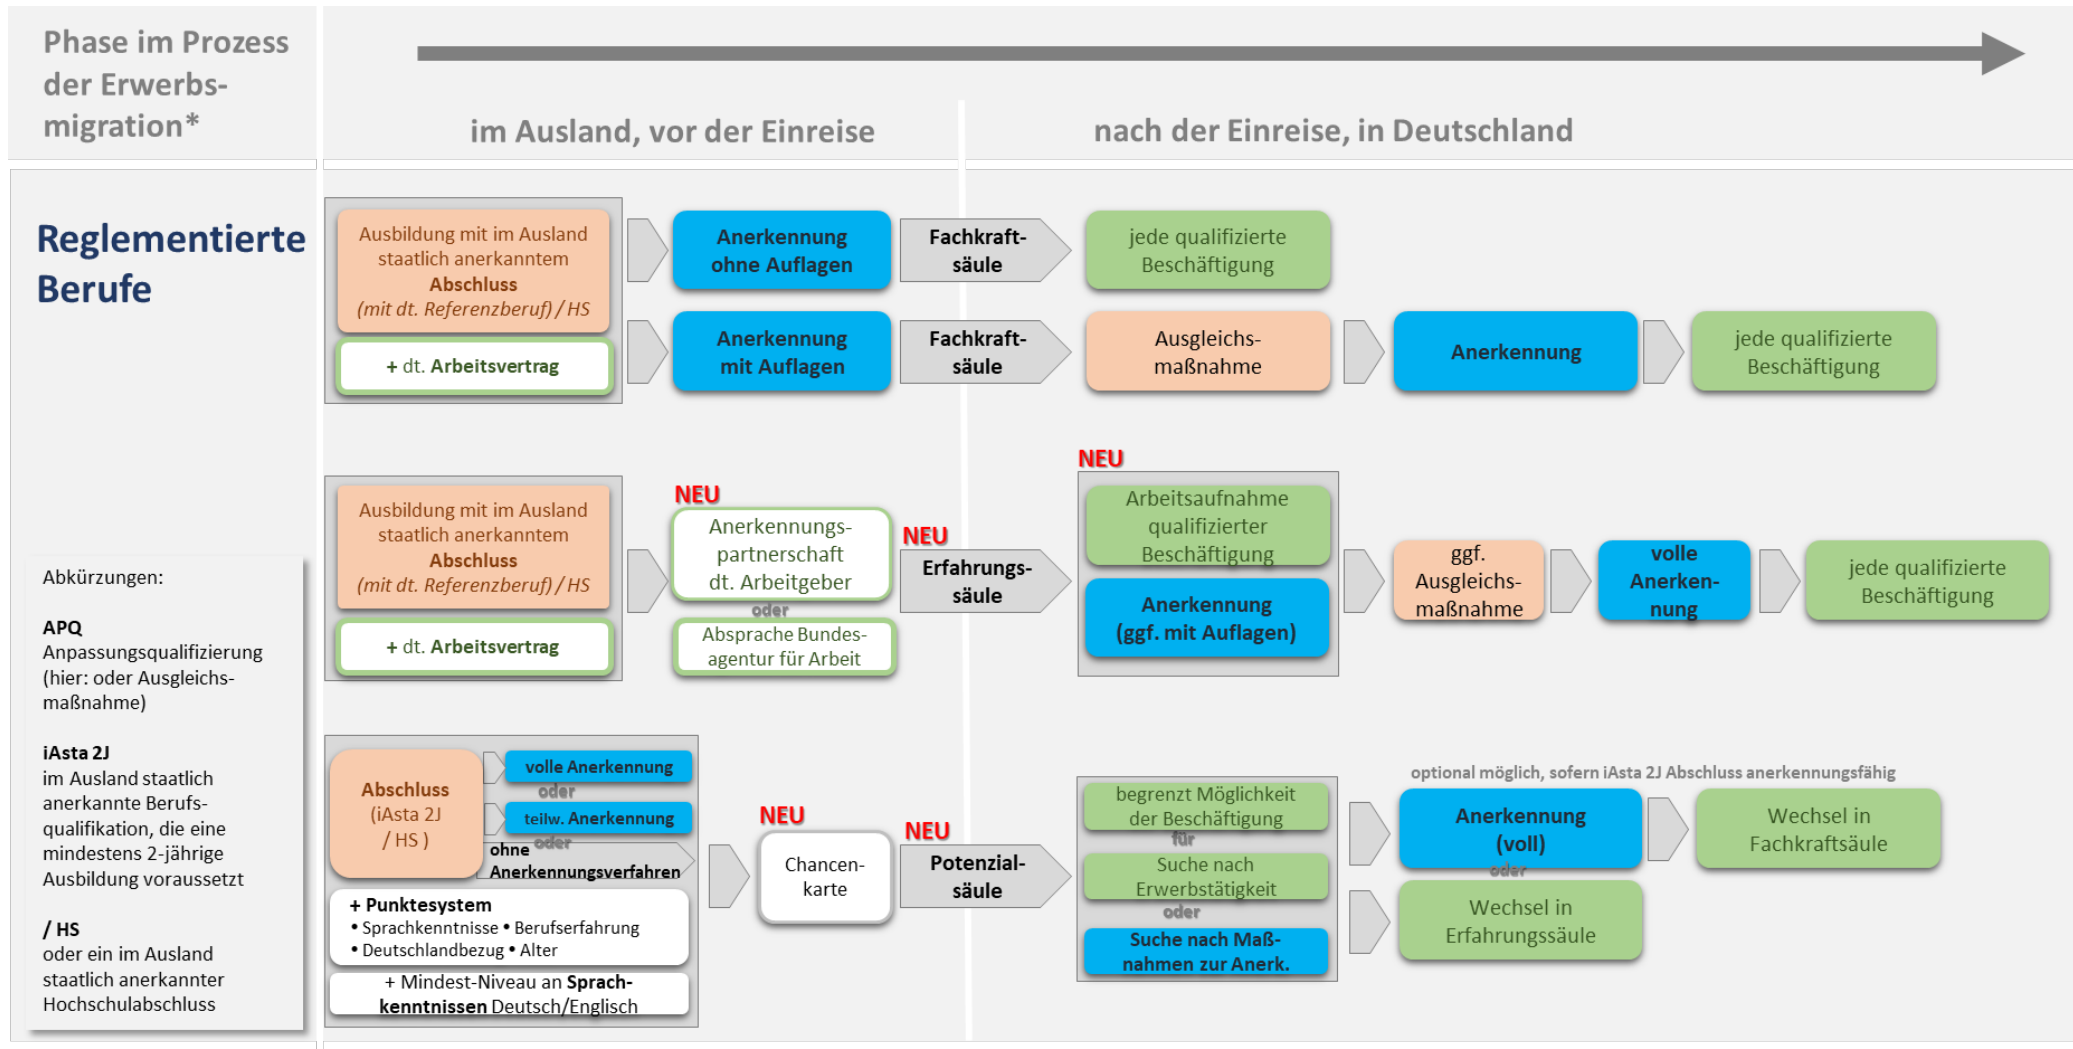 Phase im Prozess
der Erwerbs-
migration*
im Ausland, vor der Einreise
nach der Einreise, in Deutschland
Reglementierte
Berufe
Ausbildung mit im Ausland
staatlich anerkanntem
Abschluss
(mit dt. Referenzberuf) / HS
+ dt. Arbeitsvertrag
Anerkennung
ohne Auflagen
Fachkraft-
säule
jede qualifizierte
Beschäftigung
Anerkennung
mit Auflagen
Fachkraft-
säule
Ausgleichs-
maßnahme
Anerkennung
jede qualifizierte
Beschäftigung
Ausbildung mit im Ausland
staatlich anerkanntem
Abschluss
(mit dt. Referenzberuf) / HS
+ dt. Arbeitsvertrag
NEU
Anerkennungs-
partnerschaft
dt. Arbeitgeber
oder
Absprache Bundes-
agentur für Arbeit
NEU
Erfahrungs-
säule
NEU
Arbeitsaufnahme
qualifizierter
Beschäftigung
Anerkennung
(ggf. mit Auflagen)
ggf.
Ausgleichs-
maßnahme
volle
Anerken-
nung
jede qualifizierte
Beschäftigung
Abschluss
(iAsta 2J
/ HS )
volle Anerkennung
oder
teilw. Anerkennung
oder
ohne
Anerkennungsverfahren
+ Punktesystem
• Sprachkenntnisse • Berufserfahrung
• Deutschlandbezug • Alter
+ Mindest-Niveau an Sprach-
kenntnissen Deutsch/Englisch
NEU
Chancen-
karte
NEU
Potenzial-
säule
begrenzt Möglichkeit
der Beschäftigung
für
Suche nach
Erwerbstätigkeit
oder
Suche nach Maß-
nahmen zur Anerk.
optional möglich, sofern iAsta 2J Abschluss anerkennungsfähig
Anerkennung
(voll)
oder
Wechsel in
Fachkraftsäule
Wechsel in
Erfahrungssäule
Abkürzungen:
APQ
Anpassungsqualifizierung
(hier: oder Ausgleichs-
maßnahme)
iAsta 2J
im Ausland staatlich
anerkannte Berufs-
qualifikation, die eine
mindestens 2-jährige
Ausbildung voraussetzt
/ HS
oder ein im Ausland
staatlich anerkannter
Hochschulabschluss